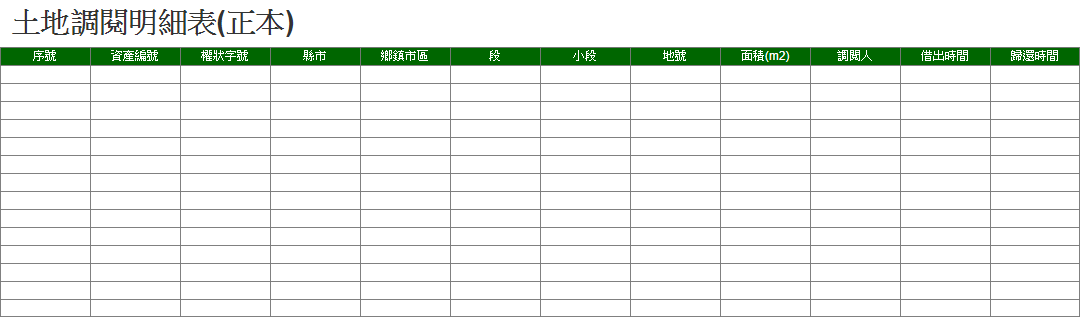 土地調閱明細表(正本)
序號 資產編號 權狀字號 縣市 鄉鎮市區 段 小段 地號 面積(m2) 調閱人 借出時間 歸還時間